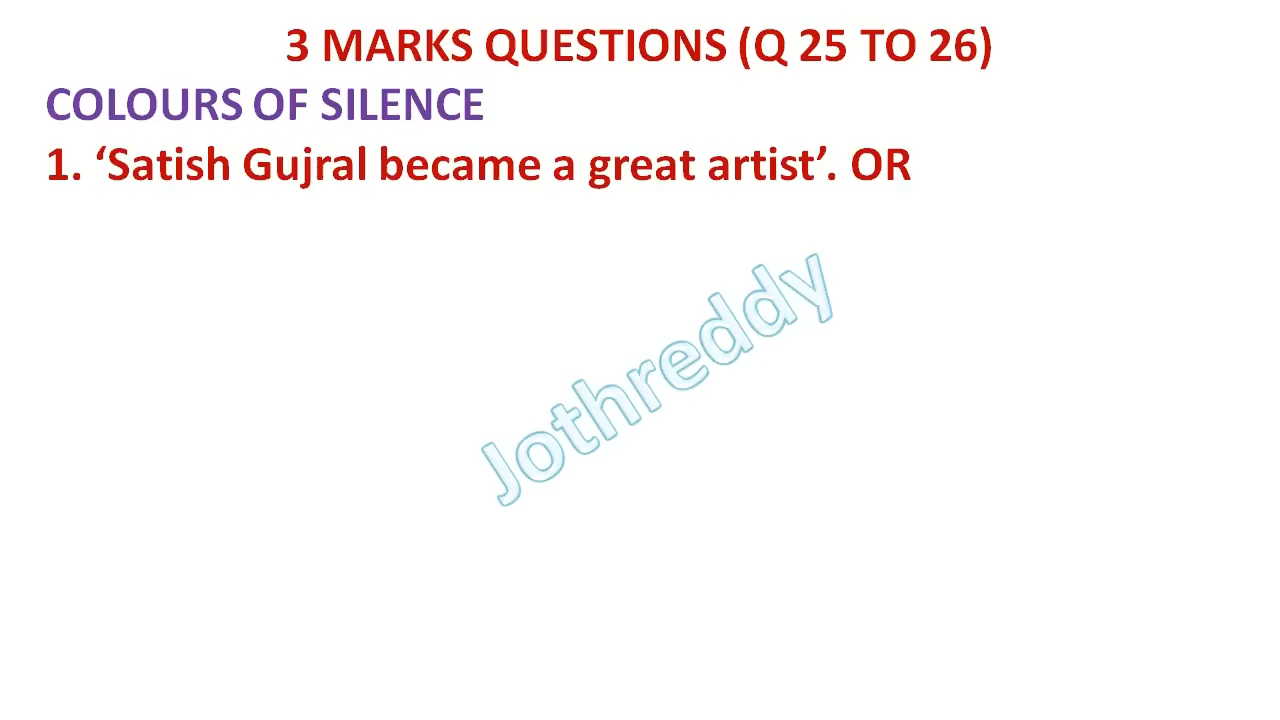 3 MARKS QUESTIONS (Q 25 TO 26)
COLOURS OF SILENCE
1. ‘Satish Gujral became a great artist’. OR
Jothreddy